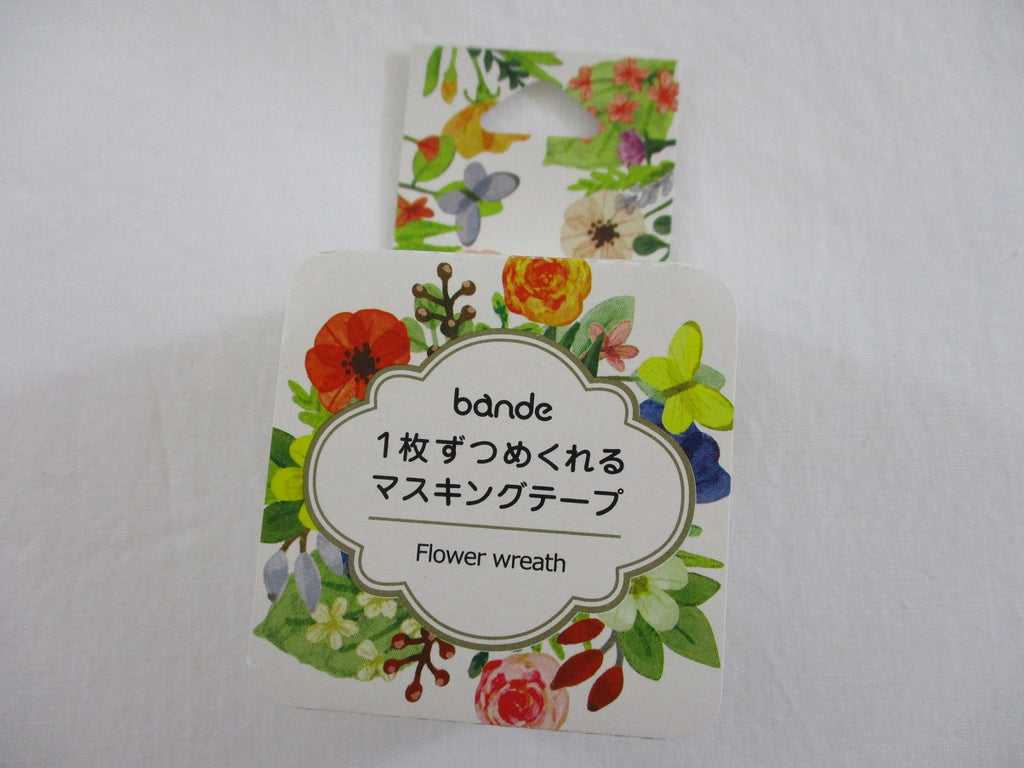 bande
1枚ずつめくれる
マスキングテープ
Flower wreath